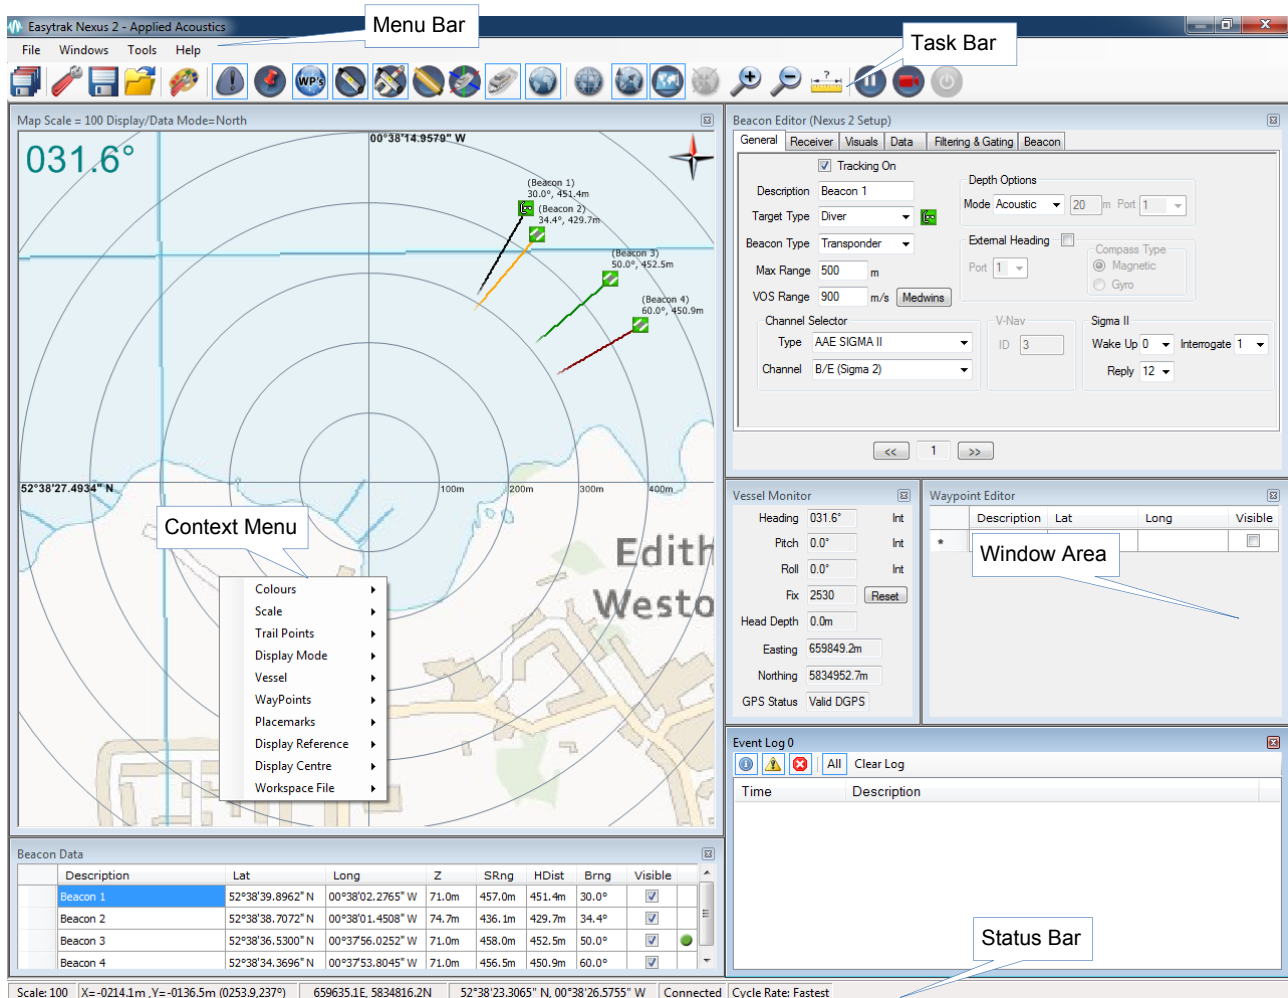 Easytrak Nexus 2 - Applied Acoustics
Menu Bar
File Windows Tools Help
Task Bar
WP's
?
Map Scale = 100 Display/Data Mode=North
031.6°
00°38'14.9579" W
(Beacon 1)
30.0°, 451.4m
(Beacon 2)
34.4°, 429.7m
(Beacon 3)
50.0°, 452.5m
(Beacon 4)
60.0°, 450.9m
52°38'27.4934" N
100m 200m 300m 400m
Edith
Westo
Context Menu
Colours
Scale
Trail Points
Display Mode
Vessel
WayPoints
Placemarks
Display Reference
Display Centre
Workspace File
Beacon Editor (Nexus 2 Setup)
General Receiver Visuals Data Filtering & Gating Beacon
Tracking On
Description Beacon 1
Target Type Diver
Beacon Type Transponder
Max Range 500 m
VOS Range 900 m/s Medwins
Depth Options
Mode Acoustic 20 m Port 1
External Heading
Port 1
Compass Type
Magnetic
Gyro
Channel Selector
Type AAE SIGMA II
Channel B/E (Sigma 2)
V-Nav
ID 3
Sigma II
Wake Up 0 Interrogate 1
Reply 12
<< 1 >>
Vessel Monitor
Heading 031.6° Int
Pitch 0.0° Int
Roll 0.0° Int
Fix 2530 Reset
Head Depth 0.0m
Easting 659849.2m
Northing 5834952.7m
GPS Status Valid DGPS
Waypoint Editor
Description Lat Long Visible
*
Window Area
Event Log 0
All Clear Log
Time Description
Beacon Data
Description Lat Long Z SRng HDist Brng Visible
Beacon 1 52°38'39.8962" N 00°38'02.2765" W 71.0m 457.0m 451.4m 30.0°
Beacon 2 52°38'38.7072" N 00°38'01.4508" W 74.7m 436.1m 429.7m 34.4°
Beacon 3 52°38'36.5300" N 00°37'56.0252" W 71.0m 458.0m 452.5m 50.0°
Beacon 4 52°38'34.3696" N 00°37'53.8045" W 71.0m 456.5m 450.9m 60.0°
Status Bar
Scale: 100 X=-0214.1m ,Y=-0136.5m (0253.9,237º) 659635.1E, 5834816.2N 52°38'23.3065" N, 00°38'26.5755" W Connected Cycle Rate: Fastest